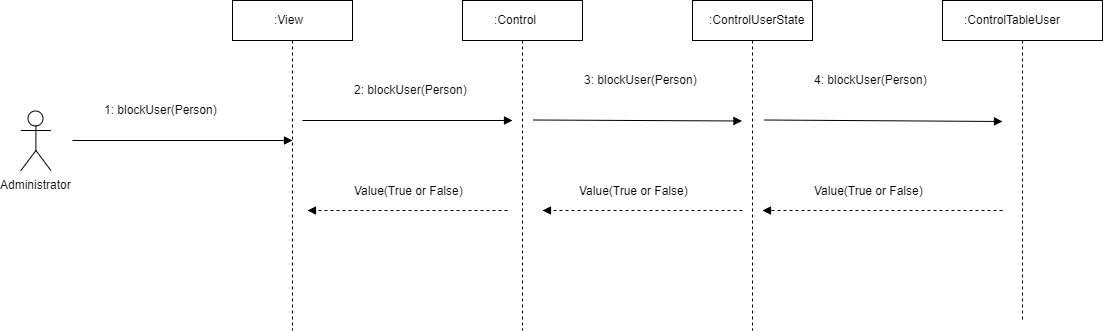 :View
:Control
:ControlUserState
:ControlTableUser
1: blockUser(Person)
2: blockUser(Person)
3: blockUser(Person)
4: blockUser(Person)
Administrator
Value(True or False)
Value(True or False)
Value(True or False)